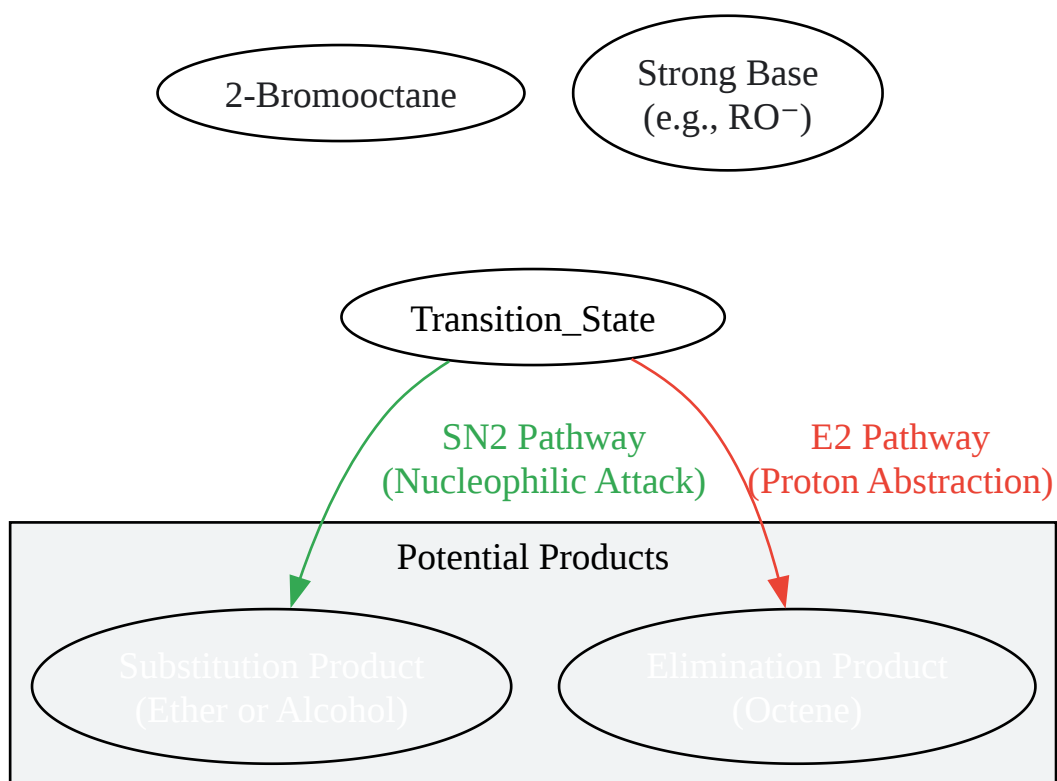 2-Bromooctane
Strong Base
(e.g., RO⁻)
Transition_State
SN2 Pathway
(Nucleophilic Attack)
E2 Pathway
(Proton Abstraction)
Potential Products
Substitution Product
(Ether or Alcohol)
Elimination Product
(Octene)